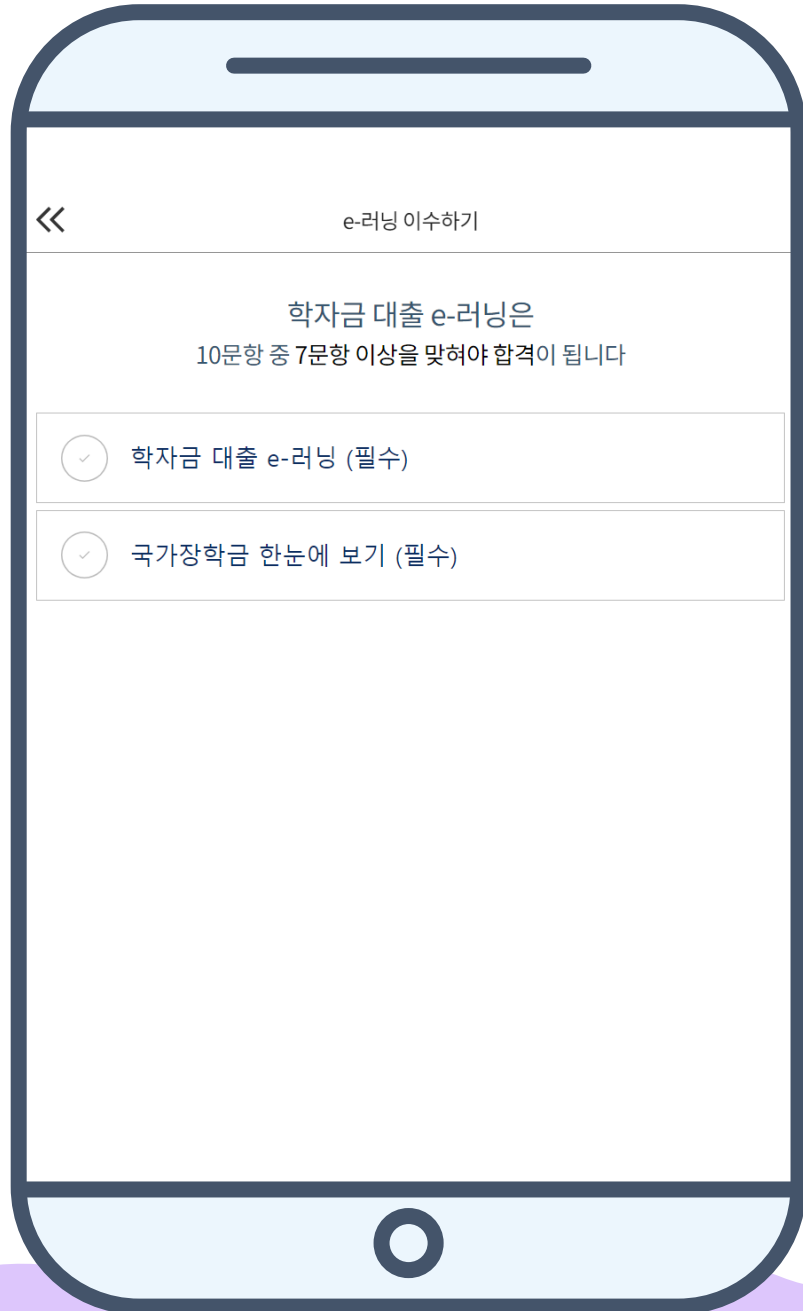 e-러닝 이수하기
학자금 대출 e-러닝은
10문항 중 7문항 이상을 맞혀야 합격이 됩니다
학자금 대출 e-러닝 (필수)
국가장학금 한눈에 보기 (필수)